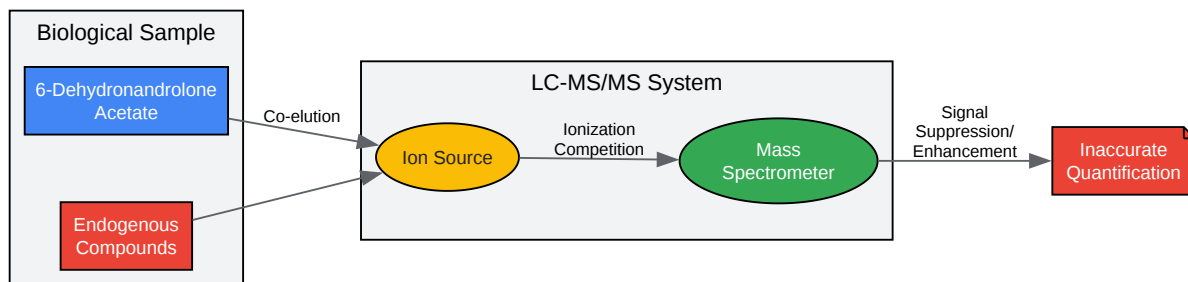 Biological Sample
6-Dehydronandrolone
Acetate
Endogenous
Compounds
Co-elution
LC-MS/MS System
Ion Source
Ionization
Competition
Mass
Spectrometer
Signal
Suppression/
Enhancement
Inaccurate
Quantification